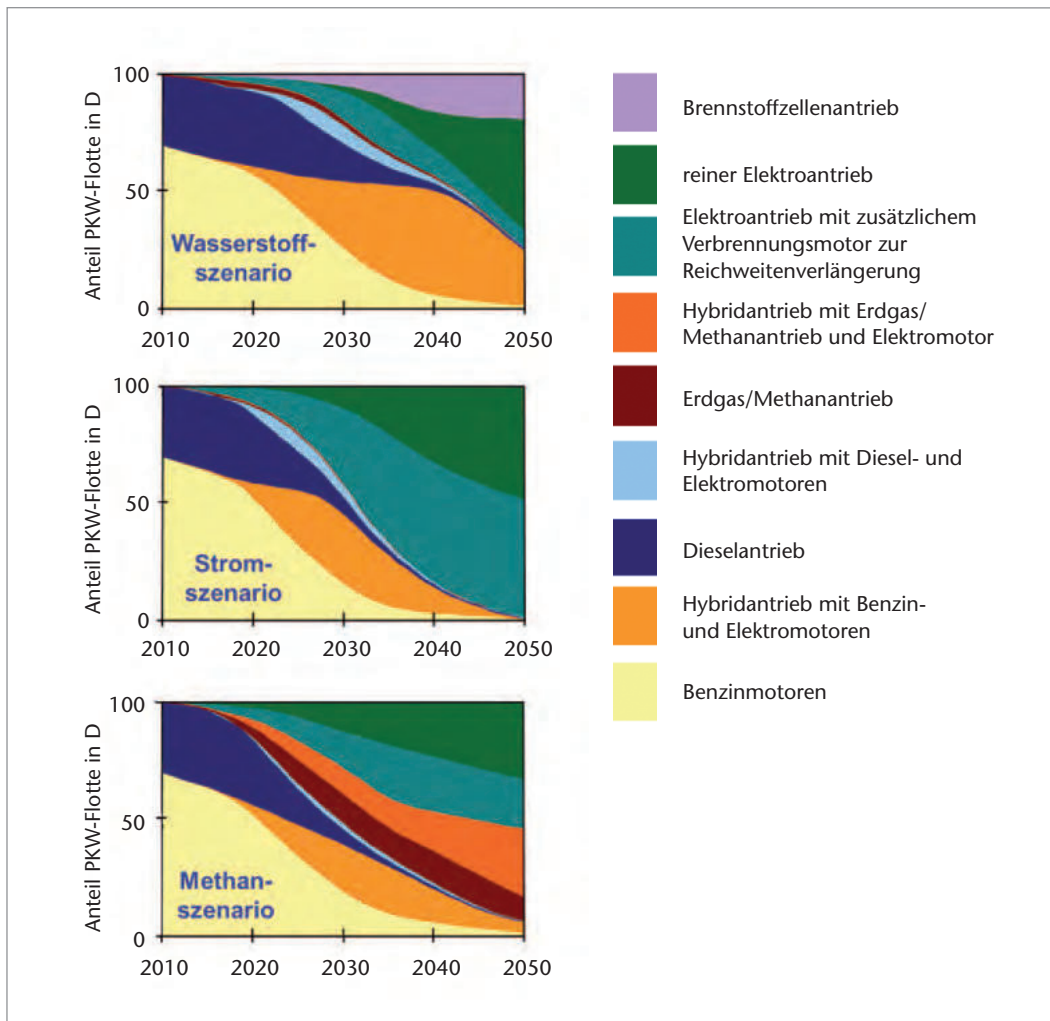 Anteil PKW-Flotte in D
100
50
0
Wasserstoff-
szenario
2010 2020 2030 2040 2050
Anteil PKW-Flotte in D
100
50
0
Strom-
szenario
2010 2020 2030 2040 2050
Anteil PKW-Flotte in D
100
50
0
Methan-
szenario
2010 2020 2030 2040 2050
Brennstoffzellenantrieb
reiner Elektroantrieb
Elektroantrieb mit zusätzlichem
Verbrennungsmotor zur
Reichweitenverlängerung
Hybridantrieb mit Erdgas/
Methanantrieb und Elektromotor
Erdgas/Methanantrieb
Hybridantrieb mit Diesel- und
Elektromotoren
Dieselantrieb
Hybridantrieb mit Benzin-
und Elektromotoren
Benzinmotoren